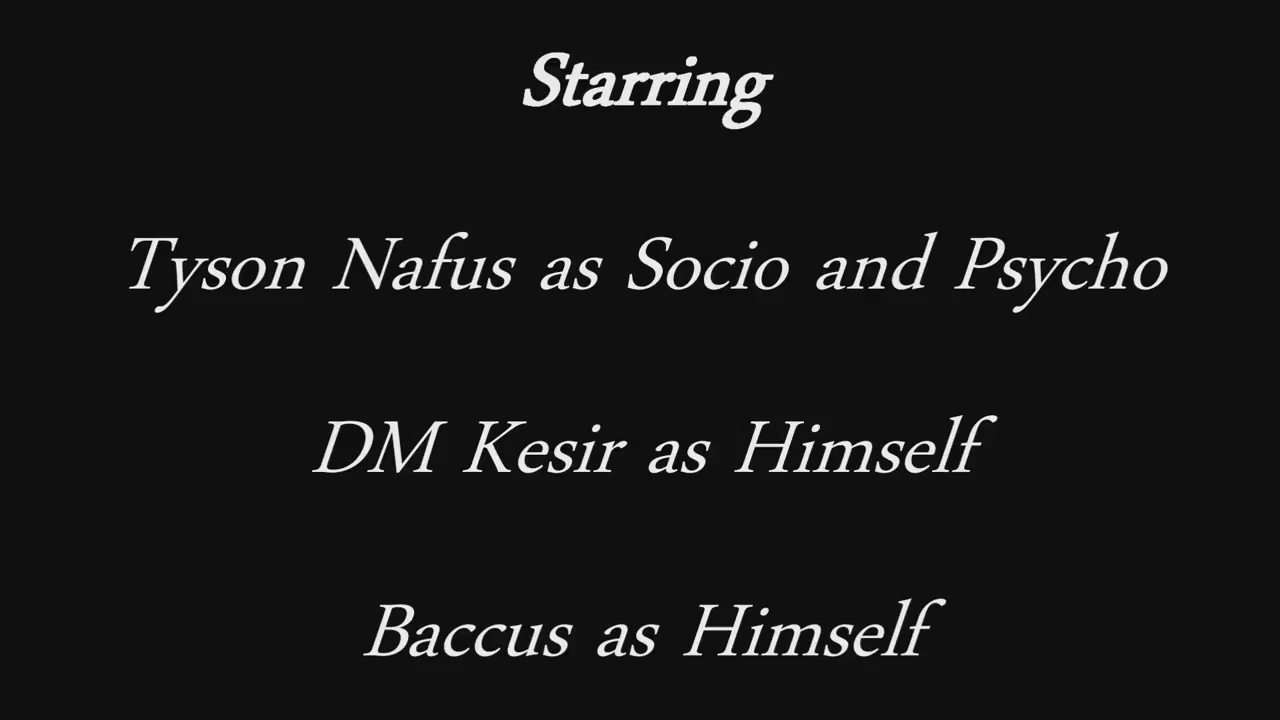 Starring
Tyson Nafus as Socio and Psycho
DM Kesir as Himself
Baccus as Himself